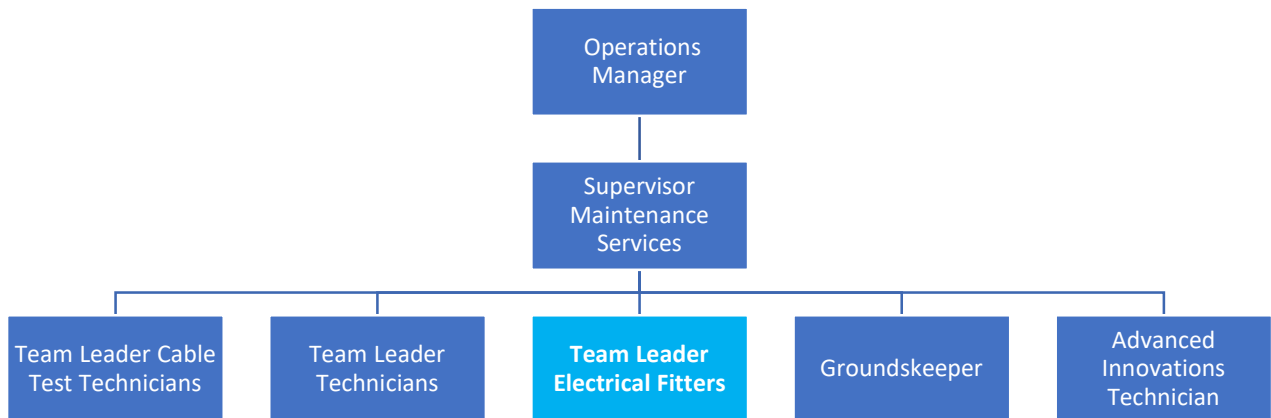 Operations
Manager
Supervisor
Maintenance
Services
Team Leader Cable
Test Technicians
Team Leader
Technicians
Team Leader
Electrical Fitters
Groundskeeper
Advanced
Innovations
Technician